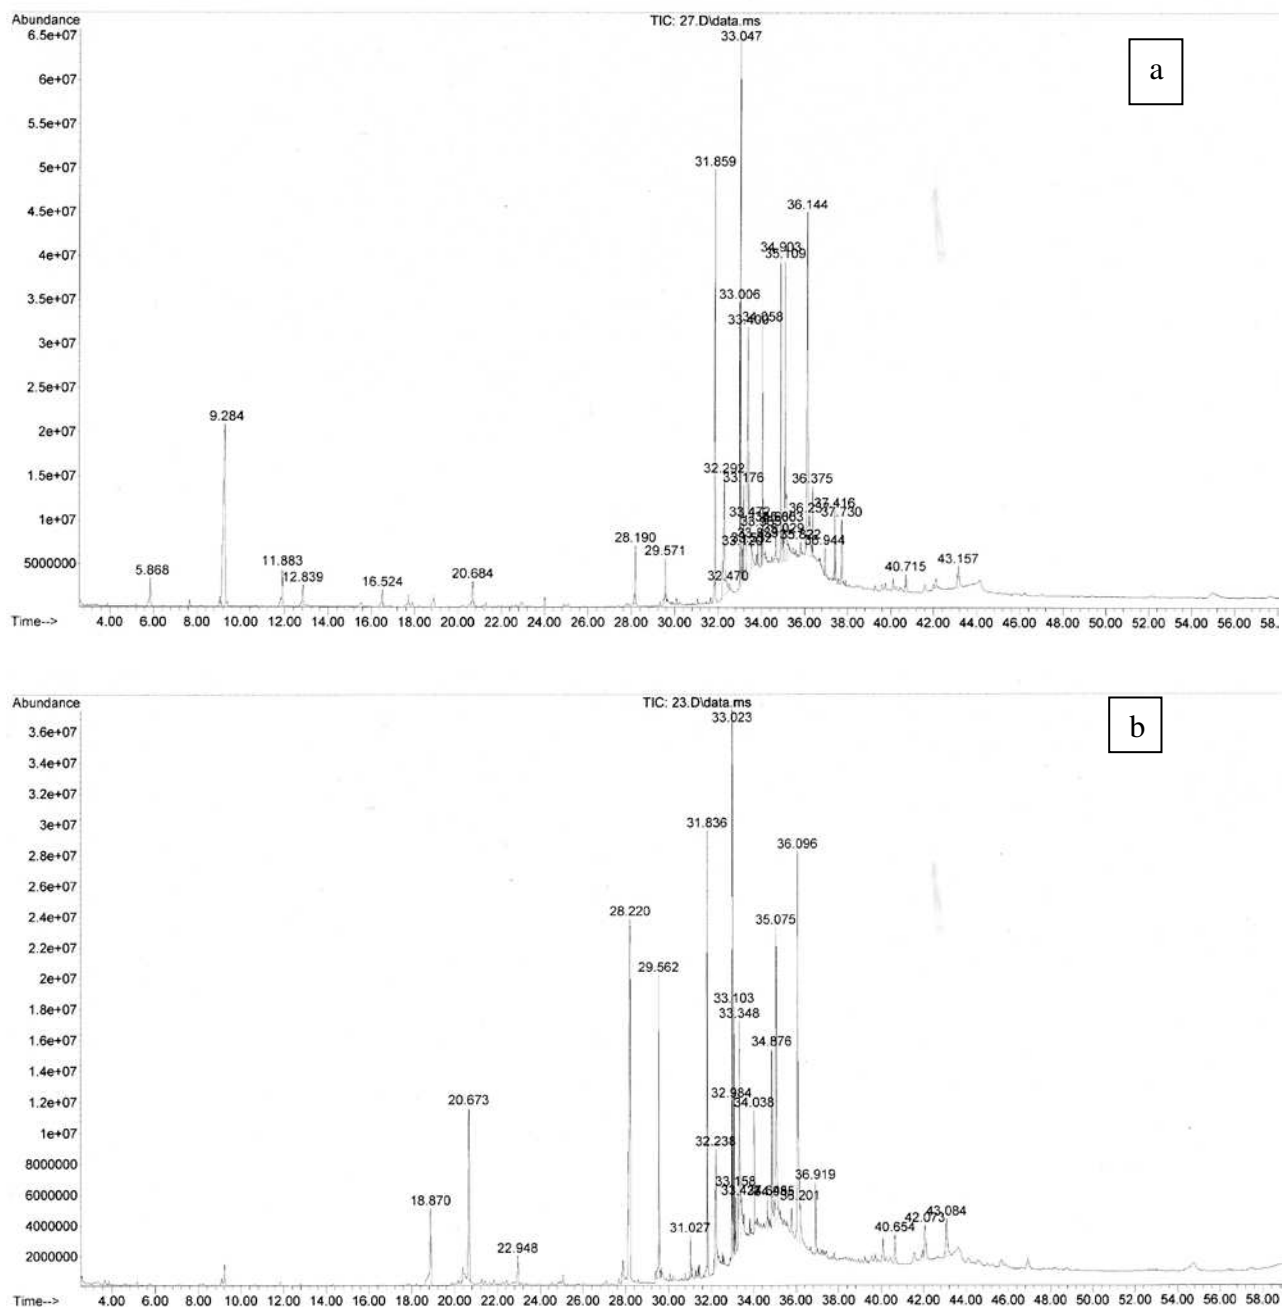 Abundance
TIC: 27.D\data.ms
33.047
6.5e+07
a
6e+07
5.5e+07
31.859
5e+07
36.144
4.5e+07
34.903
35.109
4e+07
33.006
3.5e+07
34.058
3e+07
2.5e+07
9.284
2e+07
32.292
33.176
36.375
1.5e+07
33.472
37.416
37.730
1e+07
28.190
35.822
36.944
29.571
5.868
11.883
12.839
16.524
20.684
32.470
40.715
43.157
5000000
Time-->
4.00 6.00 8.00 10.00 12.00 14.00 16.00 18.00 20.00 22.00 24.00 26.00 28.00 30.00 32.00 34.00 36.00 38.00 40.00 42.00 44.00 46.00 48.00 50.00 52.00 54.00 56.00 58.
Abundance
TIC: 23.D\data.ms
33.023
b
3.6e+07
3.4e+07
3.2e+07
3e+07
31.836
2.8e+07
36.096
2.6e+07
2.4e+07
28.220
35.075
2.2e+07
2e+07
29.562
1.8e+07
33.103
33.348
1.6e+07
34.876
1.4e+07
1.2e+07
32.984
34.038
20.673
1e+07
32.238
8000000
33.158
36.919
6000000
35.201
18.870
42.073
43.084
4000000
31.027
40.654
22.948
2000000
Time-->
4.00 6.00 8.00 10.00 12.00 14.00 16.00 18.00 20.00 22.00 24.00 26.00 28.00 30.00 32.00 34.00 36.00 38.00 40.00 42.00 44.00 46.00 48.00 50.00 52.00 54.00 56.00 58.00